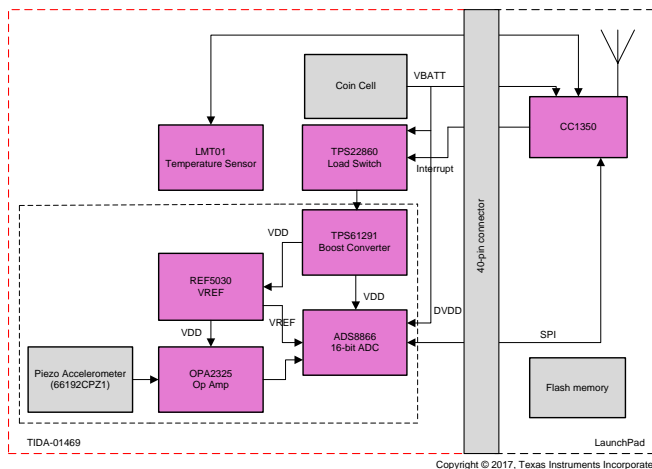 VBATT
Coin Cell
CC1350
LMT01
Temperature Sensor
TPS22860
Load Switch
Interrupt
40-pin connector
TPS61291
Boost Converter
VDD
REF5030
VREF
VDD
VREF
DVDD
VDD
ADS8866
16-bit ADC
SPI
Piezo Accelerometer
(66192CPZ1)
OPA2325
Op Amp
Flash memory
TIDA-01469
LaunchPad
Copyright © 2017, Texas Instruments Incorporate